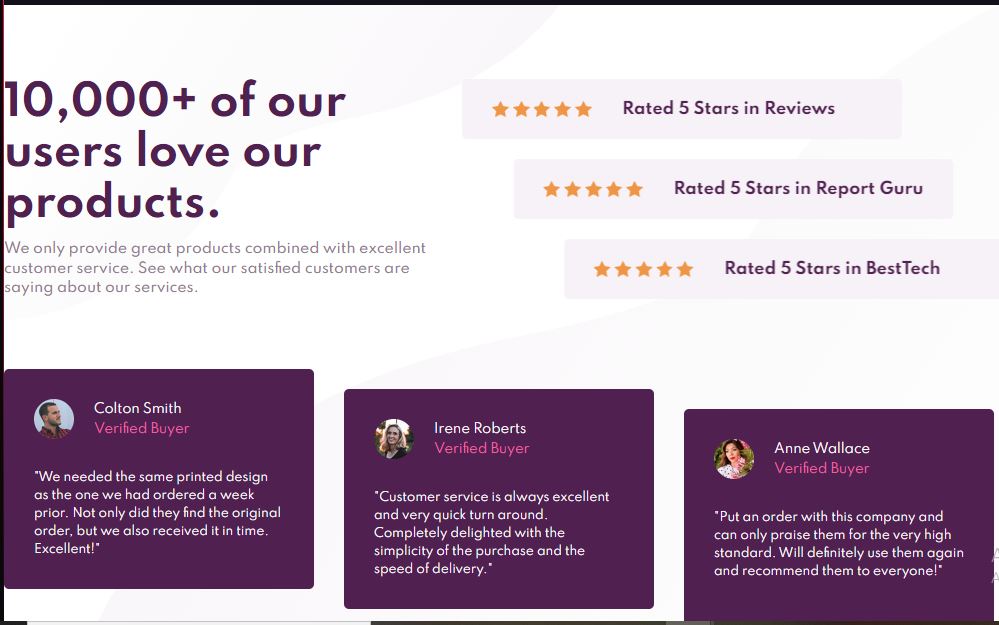 10,000+ of our
users love our
products.
We only provide great products combined with excellent
customer service. See what our satisfied customers are
saying about our services.
Rated 5 Stars in Reviews
Rated 5 Stars in Report Guru
Rated 5 Stars in BestTech
Colton Smith
Verified Buyer
"We needed the same printed design
as the one we had ordered a week
prior. Not only did they find the original
order, but we also received it in time.
Excellent!"
Irene Roberts
Verified Buyer
"Customer service is always excellent
and very quick turn around.
Completely delighted with the
simplicity of the purchase and the
speed of delivery."
Anne Wallace
Verified Buyer
"Put an order with this company and
can only praise them for the very high
standard. Will definitely use them again
and recommend them to everyone!"